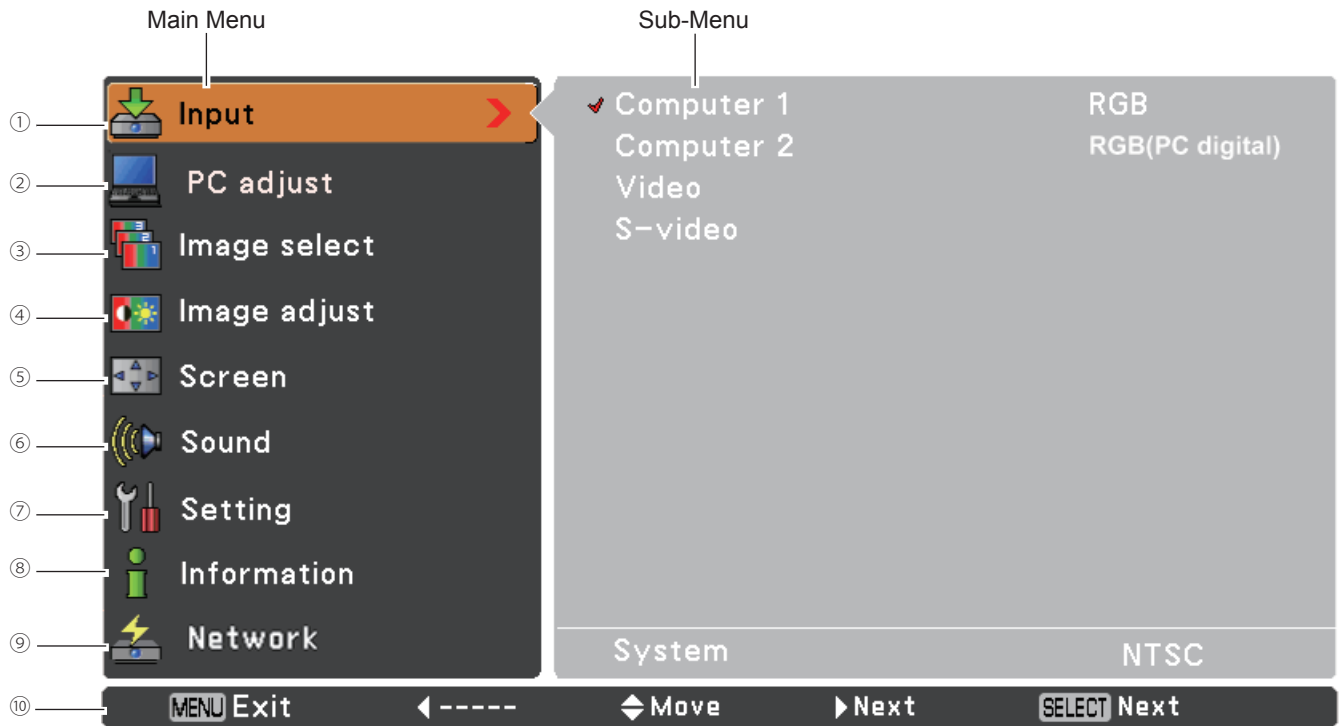 Main Menu
Sub-Menu
① Input
② PC adjust
③ Image select
④ Image adjust
⑤ Screen
⑥ Sound
⑦ Setting
⑧ Information
⑨ Network
✔ Computer 1 RGB
Computer 2 RGB(PC digital)
Video
S-video
System NTSC
⑩ MENU Exit ◀----- Move ▶Next SELECT Next